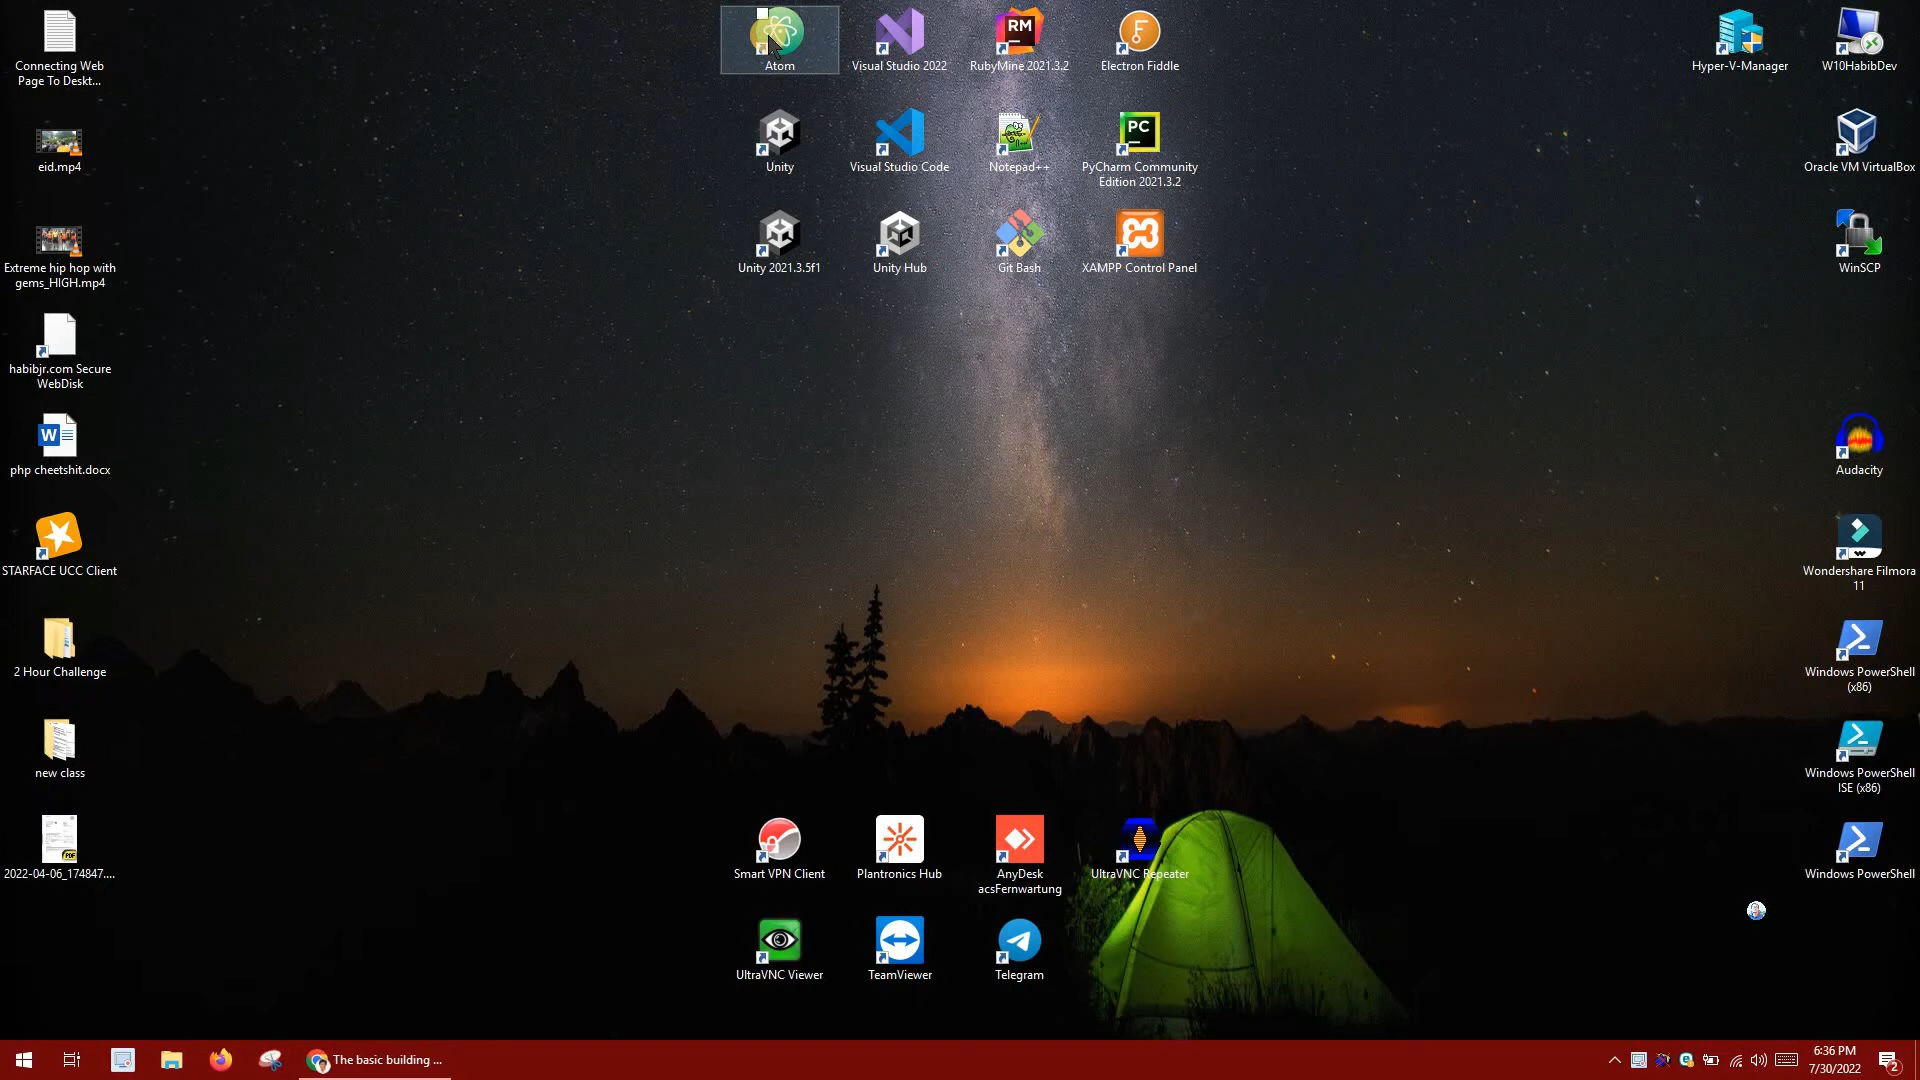 Connecting Web
Page To Deskt...
eid.mp4
Extreme hip hop with
gems_HIGH.mp4
habibjr.com Secure
WebDisk
W
php cheetshit.docx
STARFACE UCC Client
2 Hour Challenge
new class
PDF
2022-04-06_174847....
Atom
Visual Studio 2022
RM
RubyMine 2021.3.2
Electron Fiddle
Unity
Visual Studio Code
Notepad++
PC
PyCharm Community
Edition 2021.3.2
Unity 2021.3.5f1
Unity Hub
Git Bash
XAMPP Control Panel
Smart VPN Client
Plantronics Hub
AnyDesk
acsFernwartung
UltraVNC Repeater
UltraVNC Viewer
TeamViewer
Telegram
Hyper-V-Manager
W10HabibDev
Oracle VM VirtualBox
WinSCP
Audacity
Wondershare Filmora
11
Windows PowerShell
(x86)
Windows PowerShell
ISE (x86)
Windows PowerShell
The basic building ...
6:36 PM
7/30/2022
2